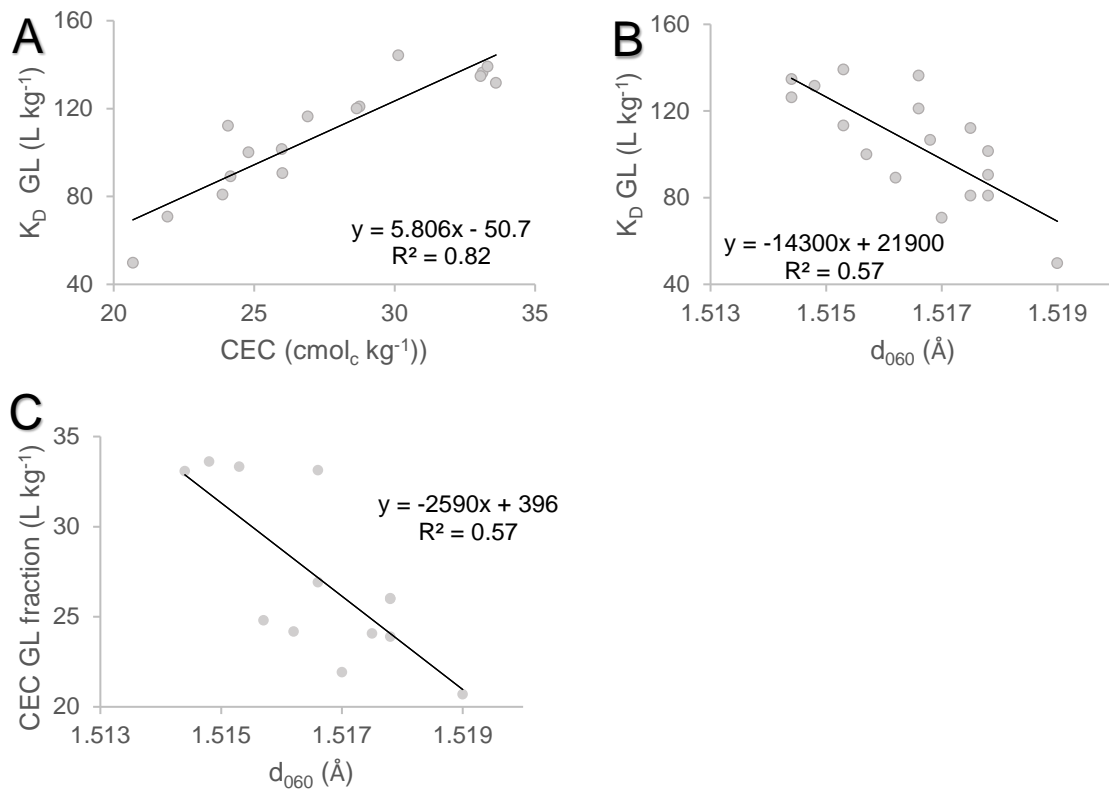 A
K_D GL (L kg⁻¹)
160
120
80
40
y = 5.806x - 50.7
R² = 0.82
20 25 30 35
CEC (cmol_c kg⁻¹))
B
K_D GL (L kg⁻¹)
160
120
80
40
y = -14300x + 21900
R² = 0.57
1.513 1.515 1.517 1.519
d₀₆₀ (Å)
C
CEC GL fraction (L kg⁻¹)
35
30
25
20
y = -2590x + 396
R² = 0.57
1.513 1.515 1.517 1.519
d₀₆₀ (Å)